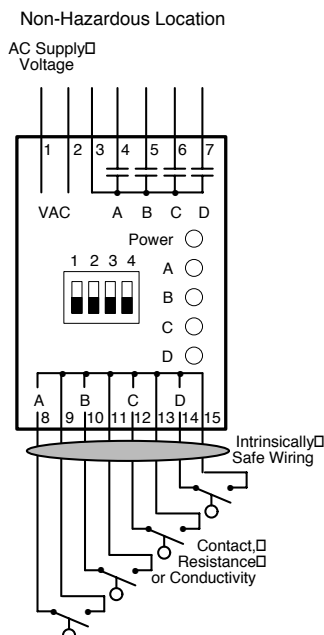 Non-Hazardous Location
AC Supply□
Voltage
1 2 3 4 5 6 7
VAC A B C D
Power
1 2 3 4
A
B
C
D
A B C D
8 9 10 11 12 13 14 15
Intrinsically□
Safe Wiring
Contact,□
Resistance□
or Conductivity